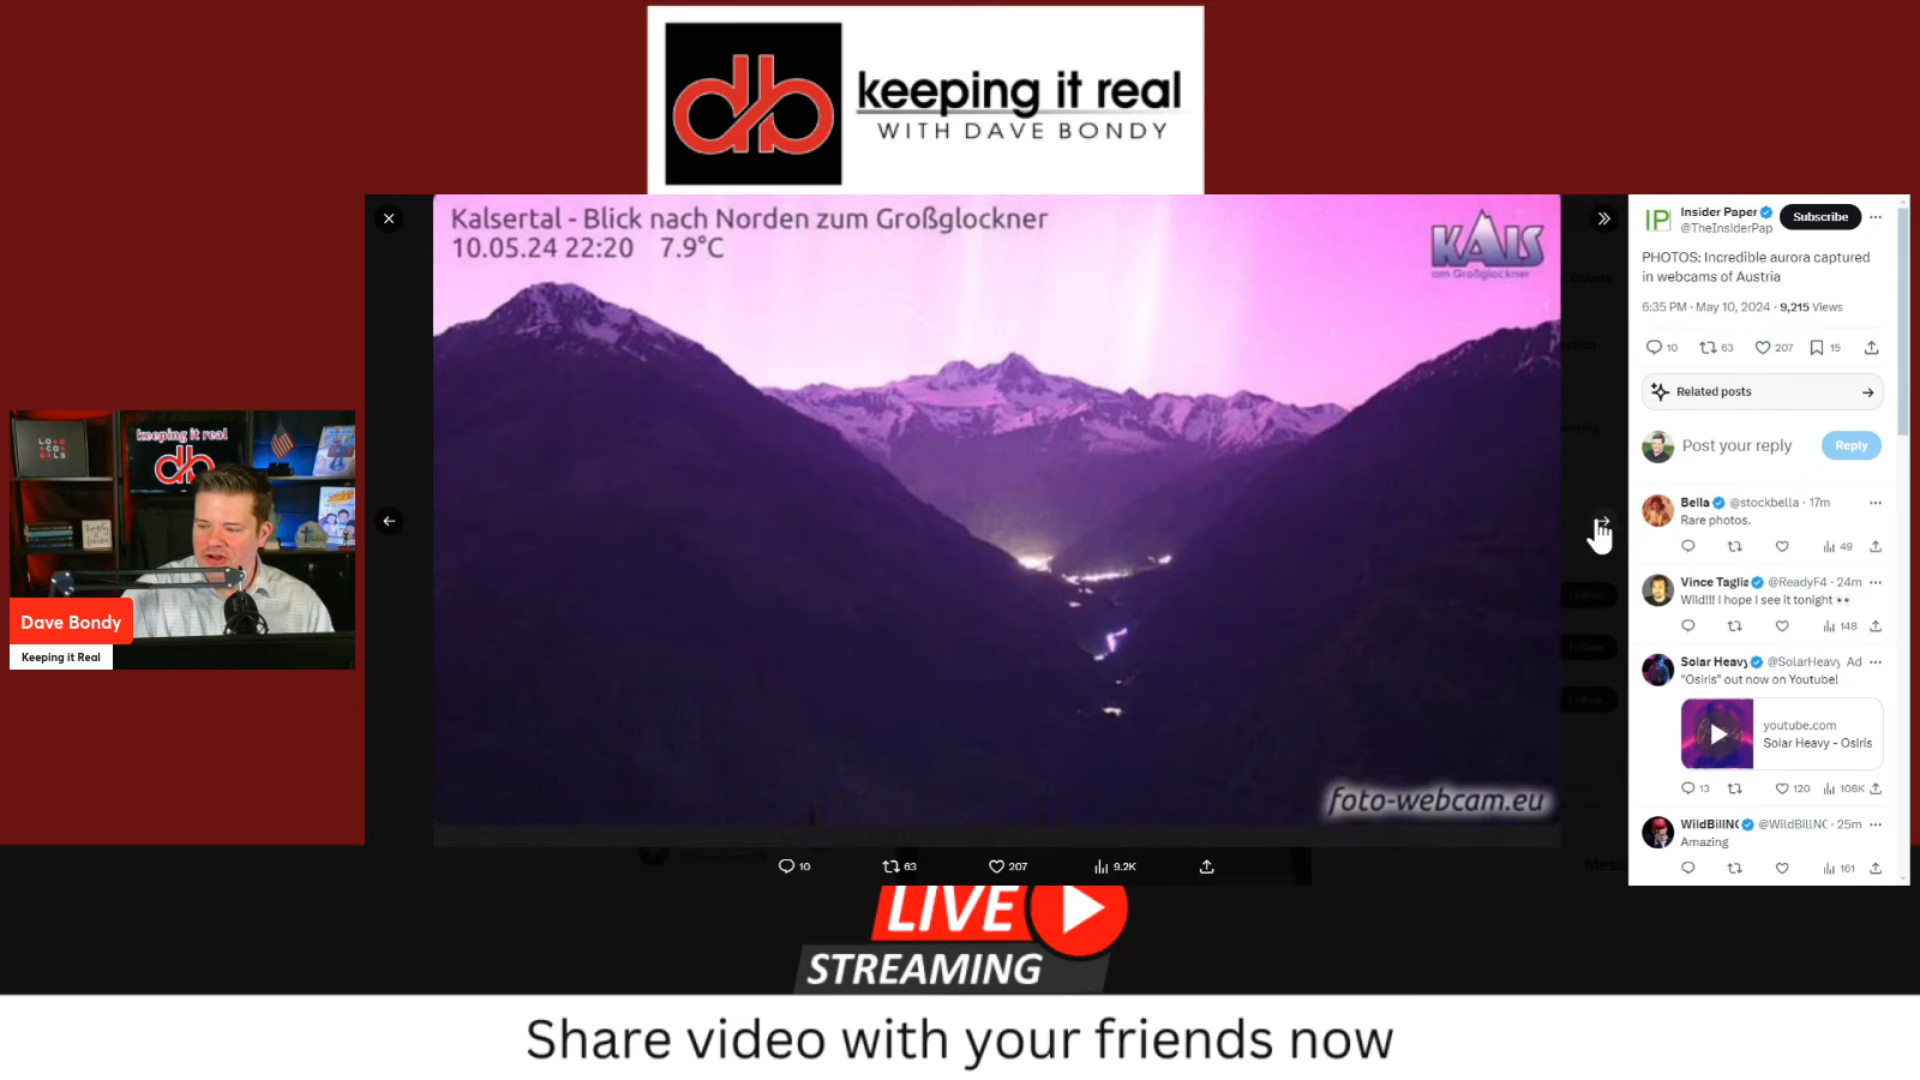 db
keeping it real
WITH DAVE BONDY
Kalsertal - Blick nach Norden zum Großglockner
10.05.24 22:20 7.9°C
KALS
am Großglockner
foto-webcam.eu
10
63
207
9.2K
Insider Paper
Subscribe
@TheInsiderPap
PHOTOS: Incredible aurora captured
in webcams of Austria
6:35 PM · May 10, 2024 · 9,215 Views
10
63
207
15
Related posts
Post your reply
Reply
Bella @stockbella · 17m
Rare photos.
49
Vince Taglia @ReadyF4 · 24m
Wild!!! I hope I see it tonight 👀
148
Solar Heavy @SolarHeavy Ad
"Osiris" out now on Youtube!
youtube.com
Solar Heavy - Osiris
13
120
108K
WildBillNC @WildBillNC · 25m
Amazing
161
keeping it real
db
Dave Bondy
Keeping it Real
LIVE
STREAMING
Share video with your friends now